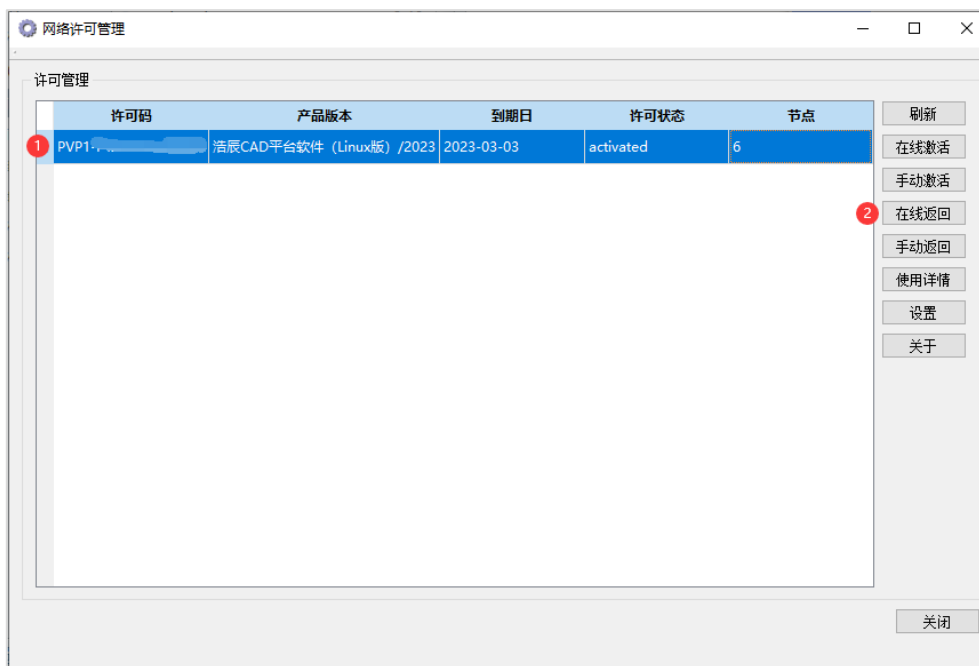 网络许可管理
许可管理
许可码 产品版本 到期日 许可状态 节点
1 PVP1- 浩辰CAD平台软件（Linux版）/2023 2023-03-03 activated 6
刷新
在线激活
手动激活
2 在线返回
手动返回
使用详情
设置
关于
关闭